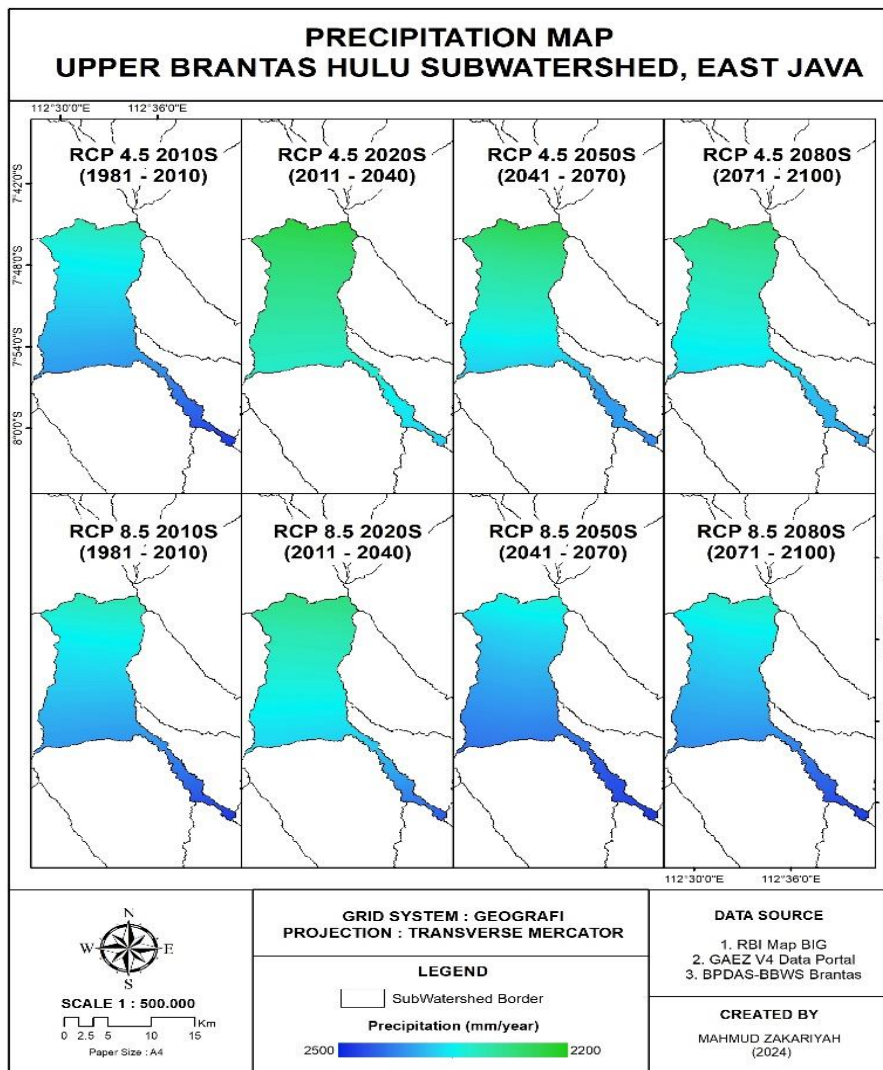 PRECIPITATION MAP
UPPER BRANTAS HULU SUBWATERSHED, EAST JAVA
112°30'0"E 112°36'0"E
RCP 4.5 2010S
(1981 - 2010)
RCP 4.5 2020S
(2011 - 2040)
RCP 4.5 2050S
(2041 - 2070)
RCP 4.5 2080S
(2071 - 2100)
7°42'0"S
7°48'0"S
7°54'0"S
8°0'0"S
RCP 8.5 2010S
(1981 - 2010)
RCP 8.5 2020S
(2011 - 2040)
RCP 8.5 2050S
(2041 - 2070)
RCP 8.5 2080S
(2071 - 2100)
112°30'0"E 112°36'0"E
N
W E
S
SCALE 1 : 500.000
0 2.5 5 10 15 Km
Paper Size : A4
GRID SYSTEM : GEOGRAFI
PROJECTION : TRANSVERSE MERCATOR
LEGEND
SubWatershed Border
Precipitation (mm/year)
2500 2200
DATA SOURCE
1. RBI Map BIG
2. GAEZ V4 Data Portal
3. BPDAS-BBWS Brantas
CREATED BY
MAHMUD ZAKARIYAH
(2024)